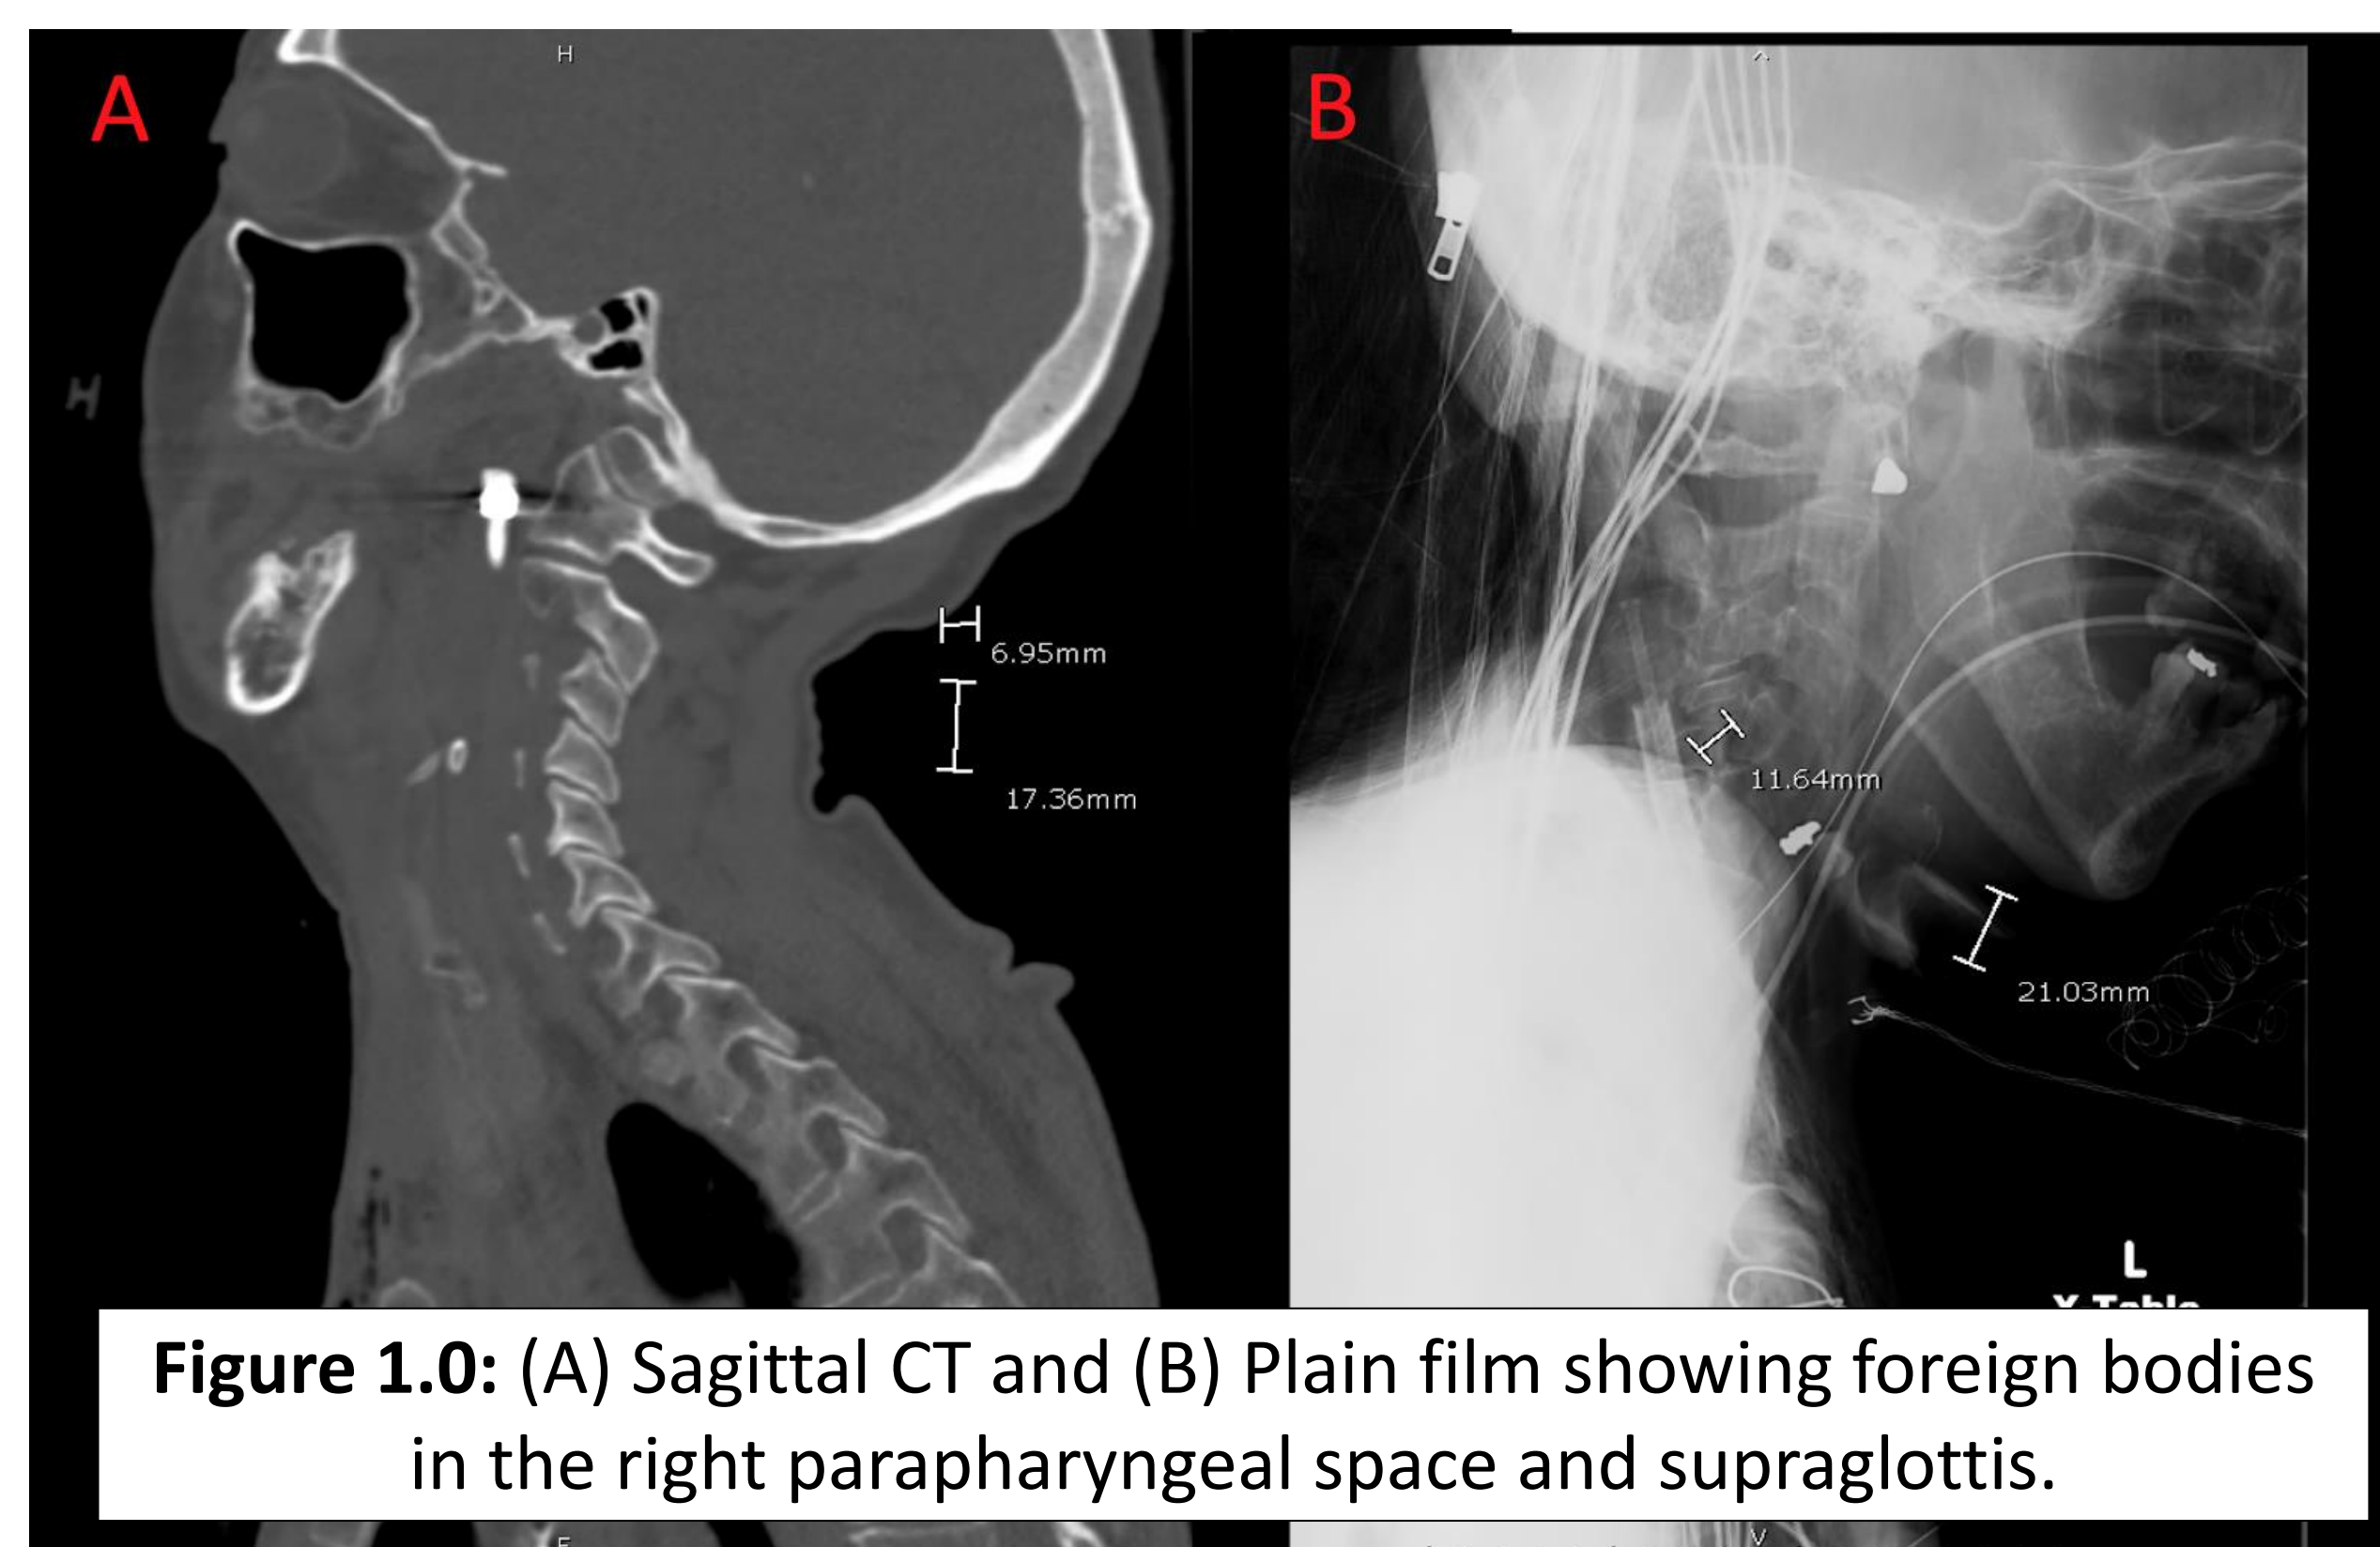 A
H
B
H
6.95mm
17.36mm
11.64mm
21.03mm
L
X-Table
Figure 1.0: (A) Sagittal CT and (B) Plain film showing foreign bodies
in the right parapharyngeal space and supraglottis.
F